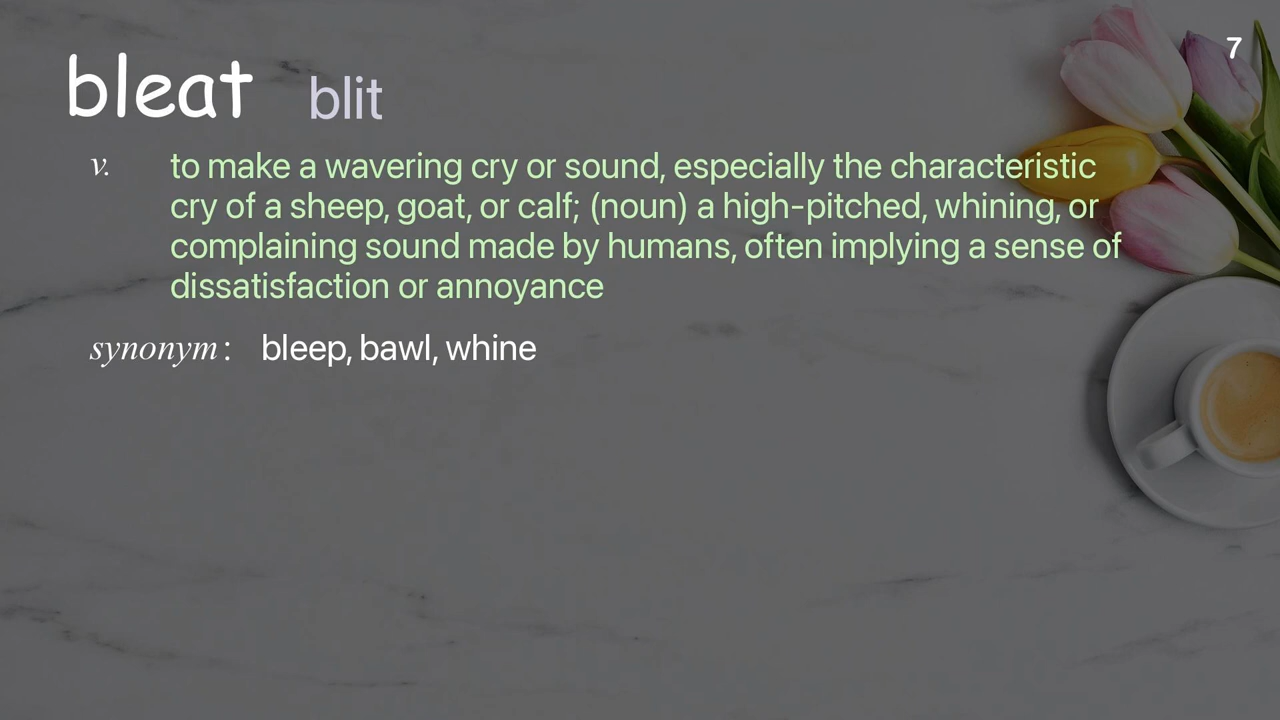 7
bleat blit
v. to make a wavering cry or sound, especially the characteristic
cry of a sheep, goat, or calf; (noun) a high-pitched, whining, or
complaining sound made by humans, often implying a sense of
dissatisfaction or annoyance
synonym: bleep, bawl, whine